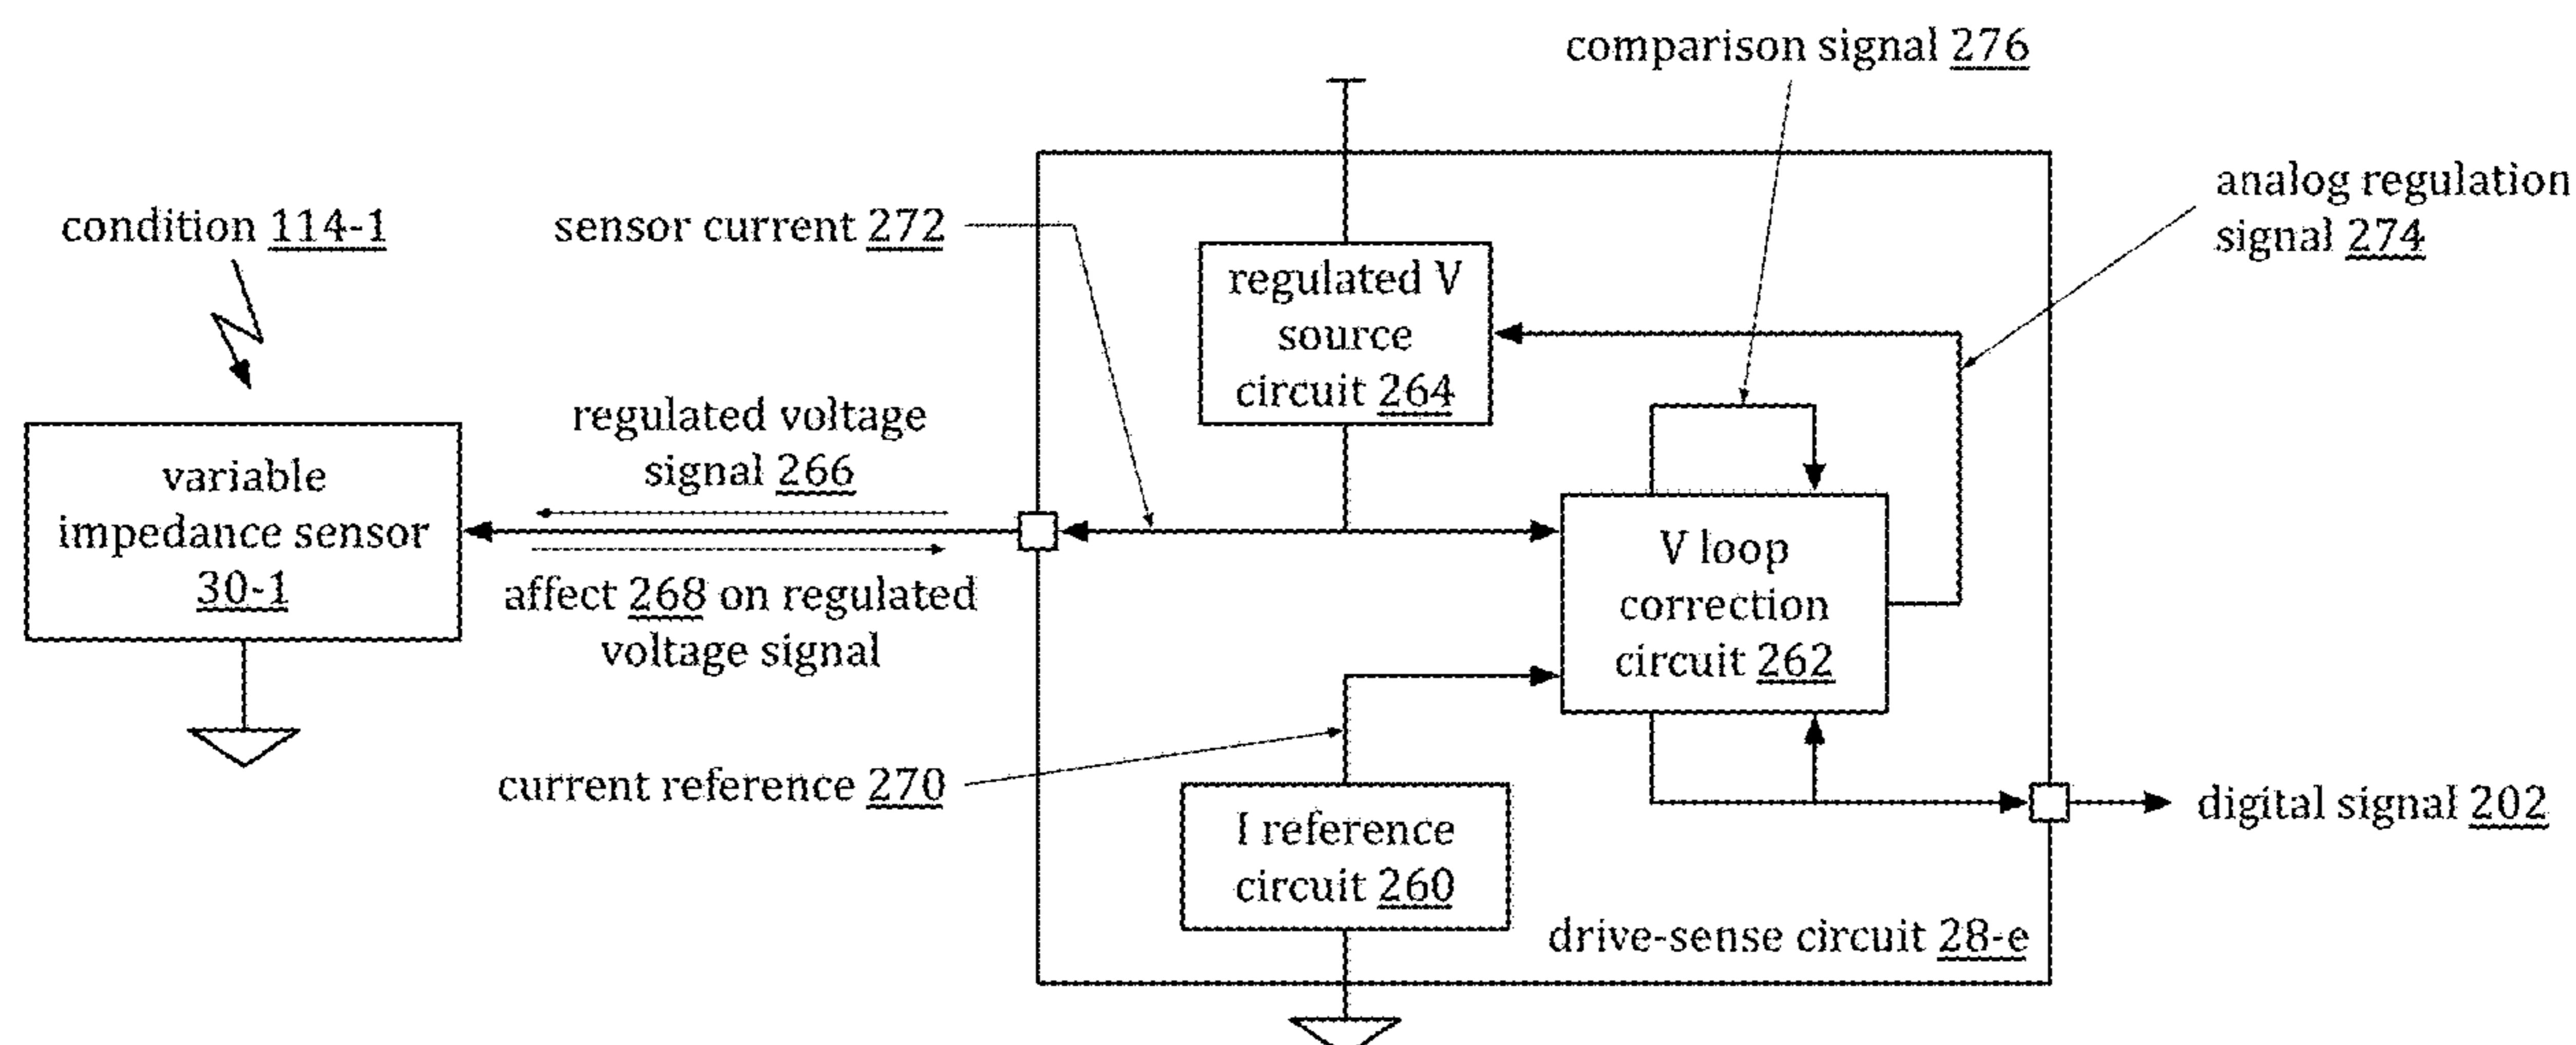 comparison signal 276
analog regulation
signal 274
condition 114-1
sensor current 272
regulated V
source
circuit 264
regulated voltage
signal 266
variable
impedance sensor
30-1
affect 268 on regulated
voltage signal
V loop
correction
circuit 262
current reference 270
I reference
circuit 260
digital signal 202
drive-sense circuit 28-e